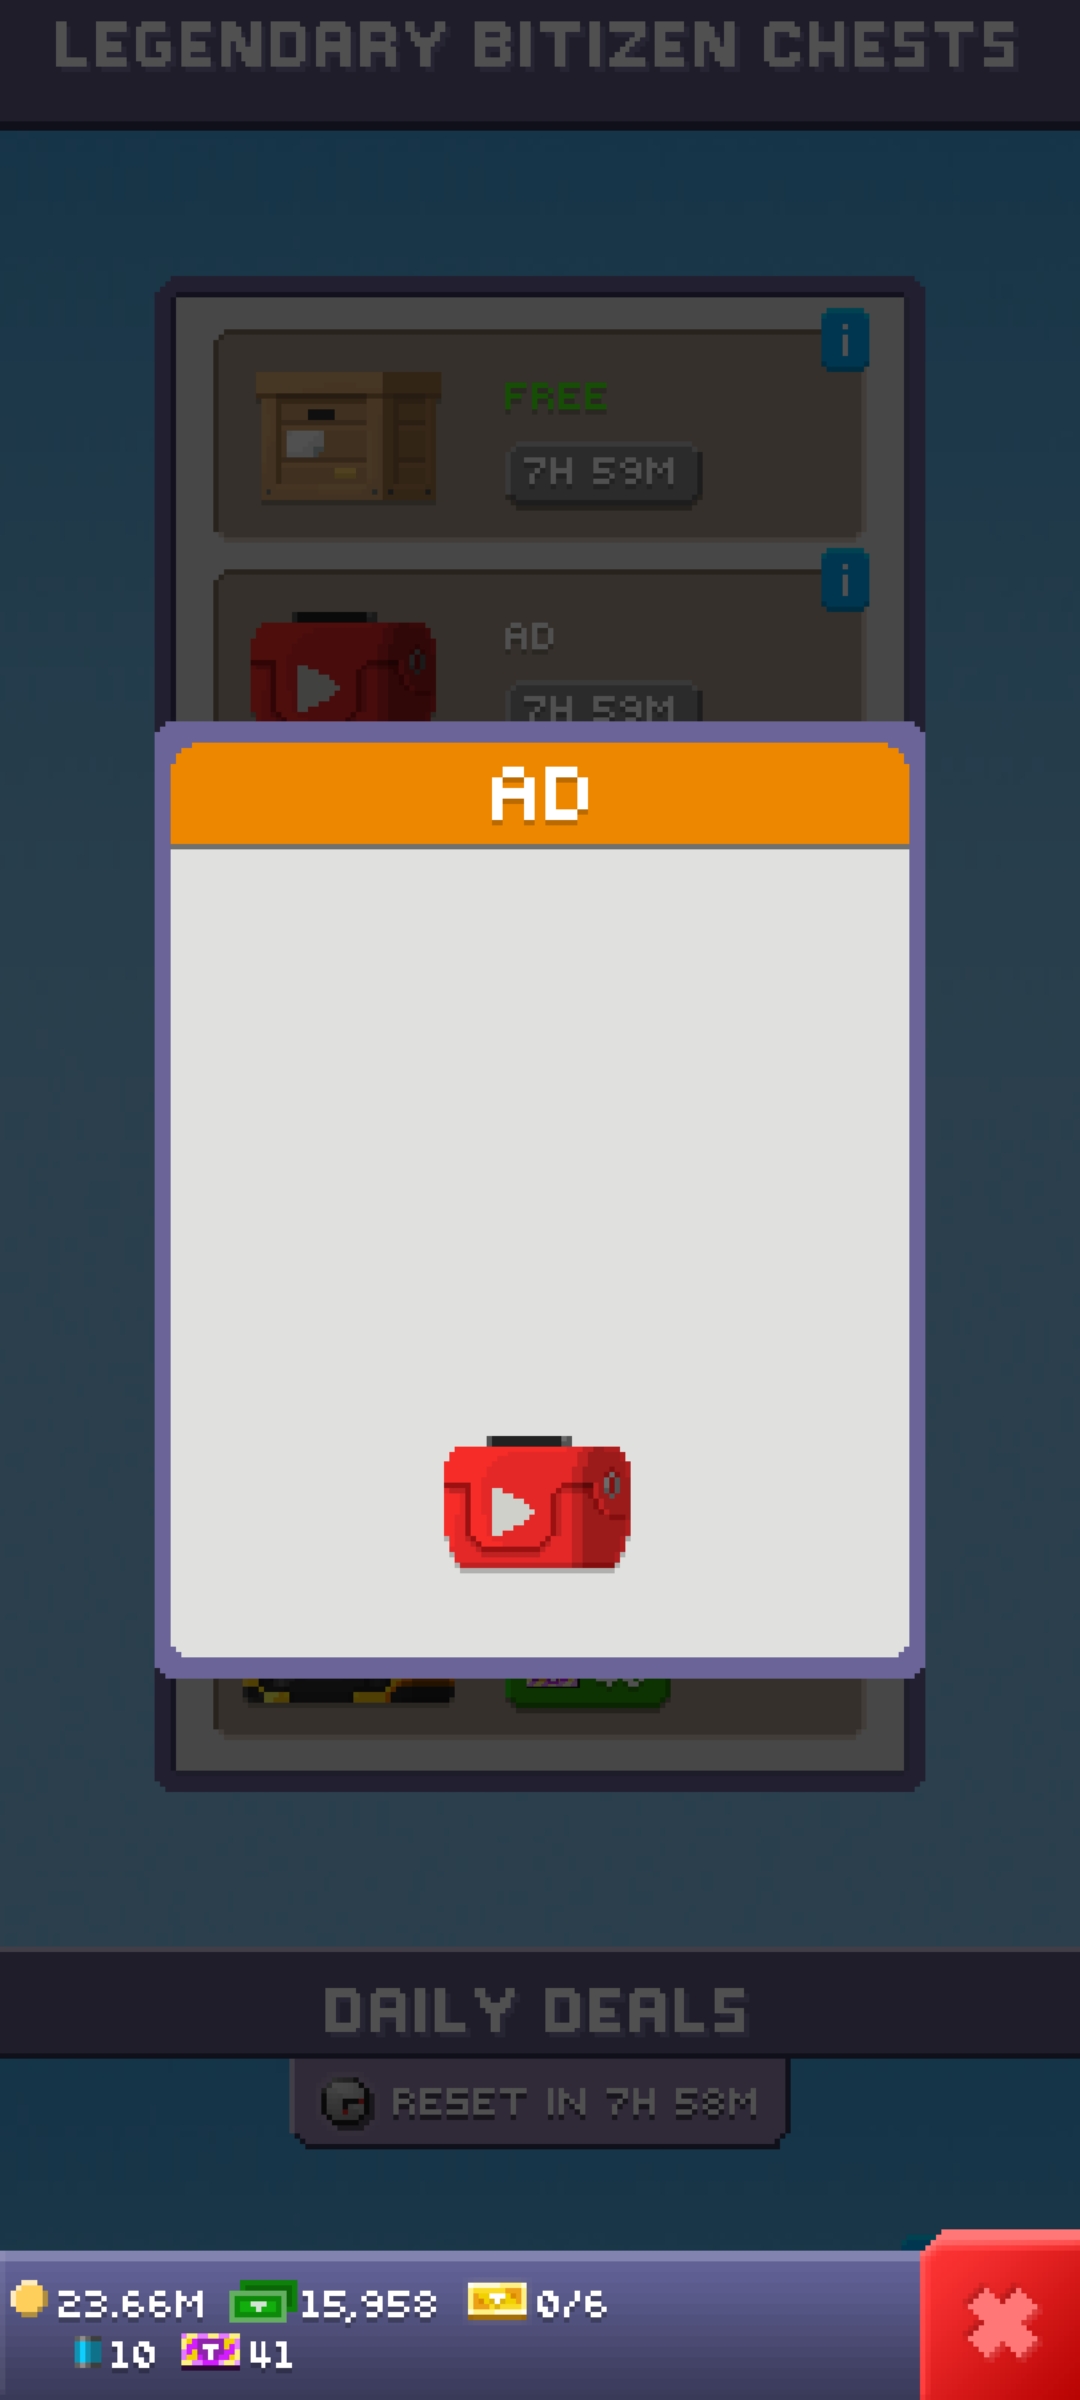 LEGENDARY BITIZEN CHESTS
i
FREE
7H 59M
i
AD
7H 59M
AD
DAILY DEALS
RESET IN 7H 58M
23.66M 15,958 0/6
10 41